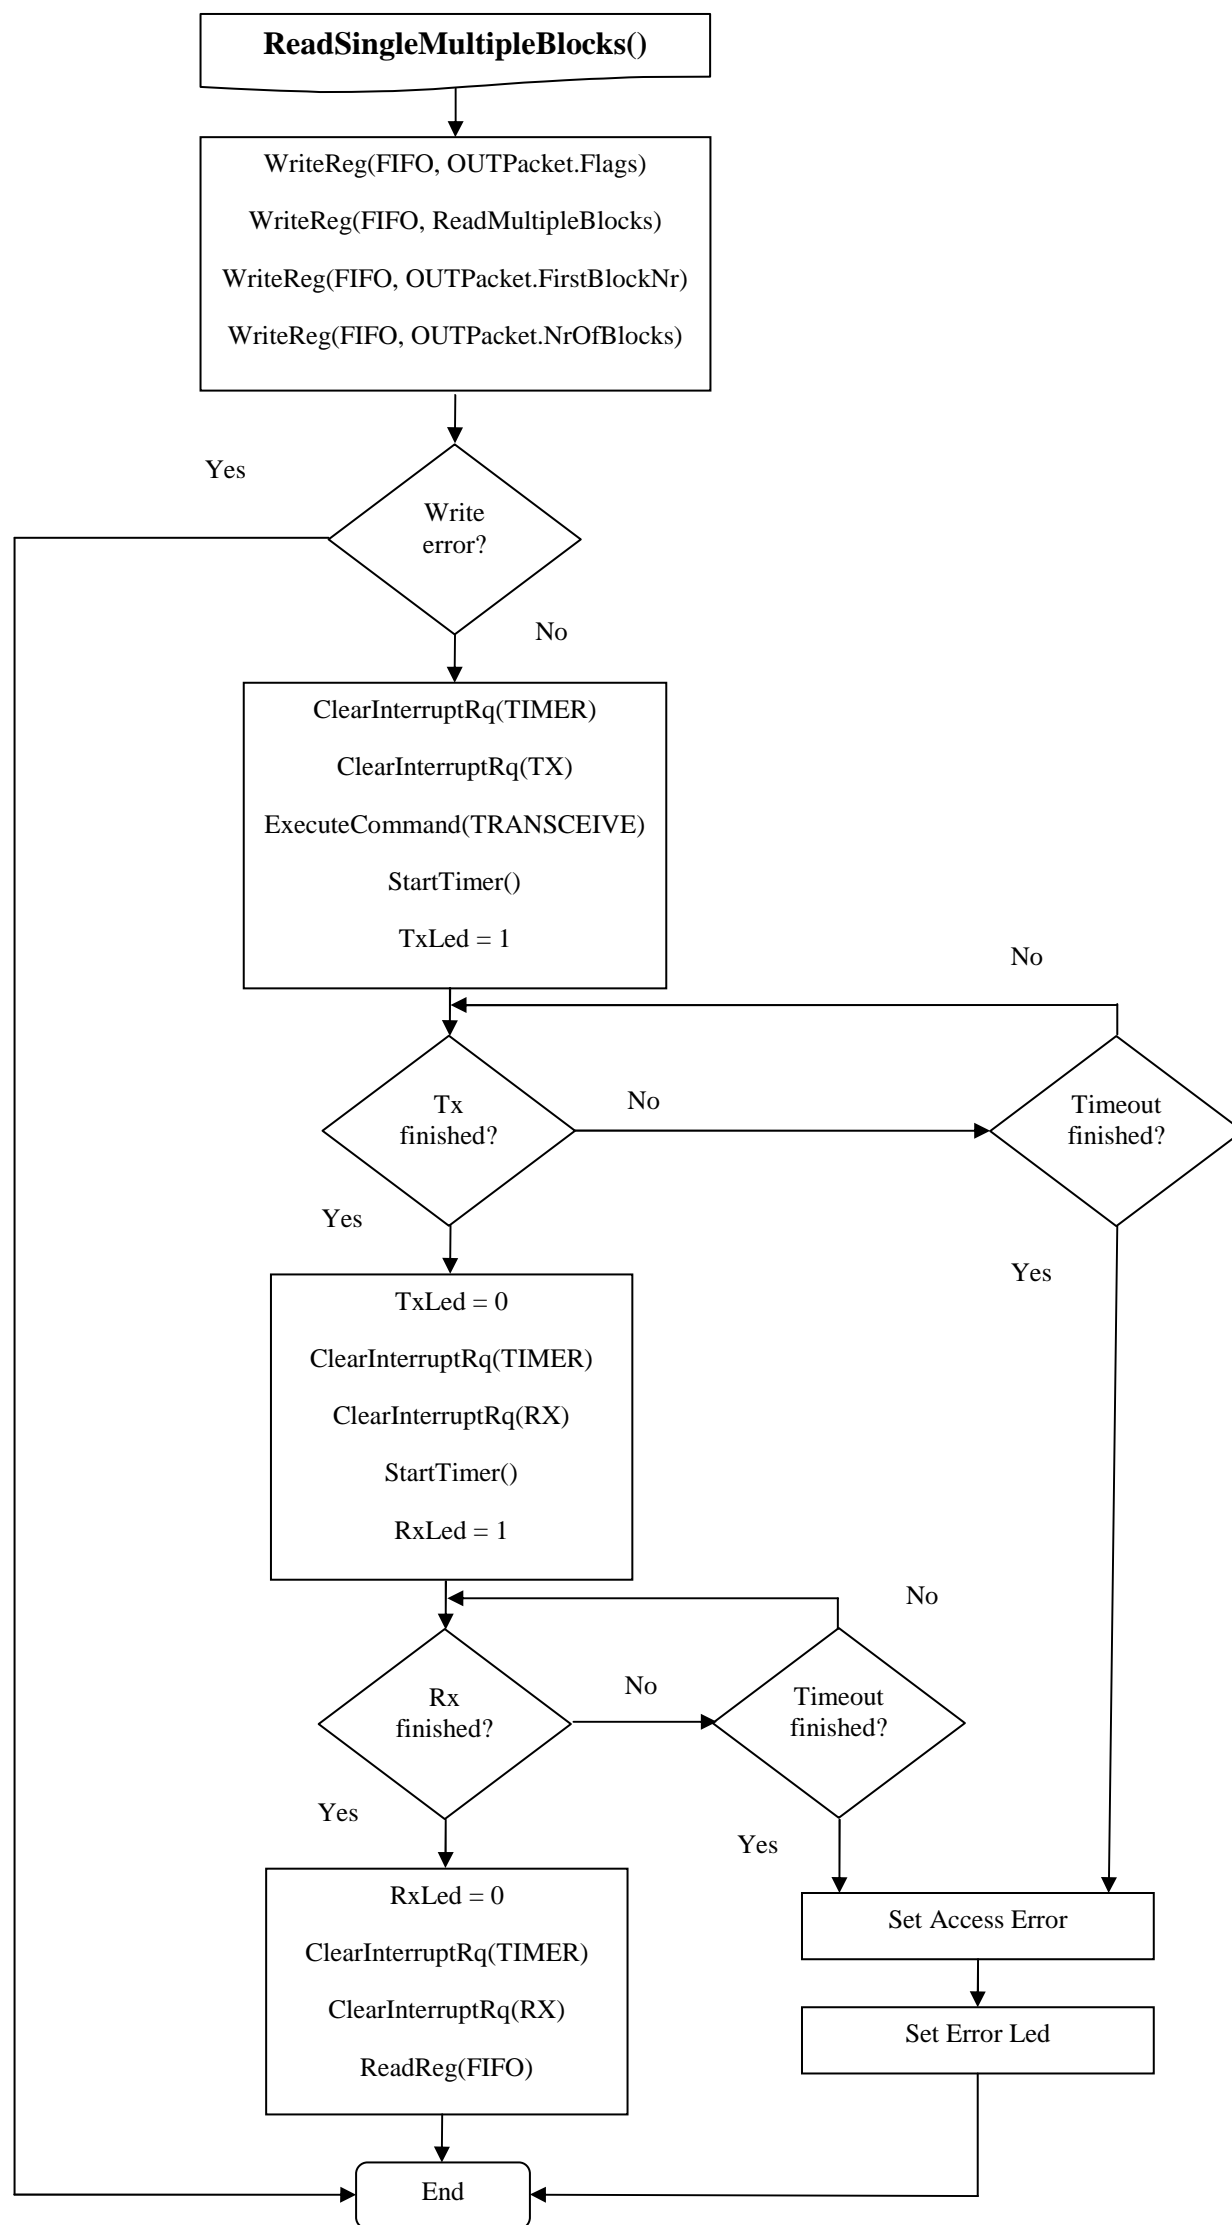 ReadSingleMultipleBlocks()
WriteReg(FIFO, OUTPacket.Flags)
WriteReg(FIFO, ReadMultipleBlocks)
WriteReg(FIFO, OUTPacket.FirstBlockNr)
WriteReg(FIFO, OUTPacket.NrOfBlocks)
Yes
Write
error?
No
ClearInterruptRq(TIMER)
ClearInterruptRq(TX)
ExecuteCommand(TRANSCEIVE)
StartTimer()
TxLed = 1
No
Tx
finished?
No
Timeout
finished?
Yes
Yes
TxLed = 0
ClearInterruptRq(TIMER)
ClearInterruptRq(RX)
StartTimer()
RxLed = 1
No
Rx
finished?
No
Timeout
finished?
Yes
Yes
RxLed = 0
ClearInterruptRq(TIMER)
ClearInterruptRq(RX)
ReadReg(FIFO)
Set Access Error
Set Error Led
End